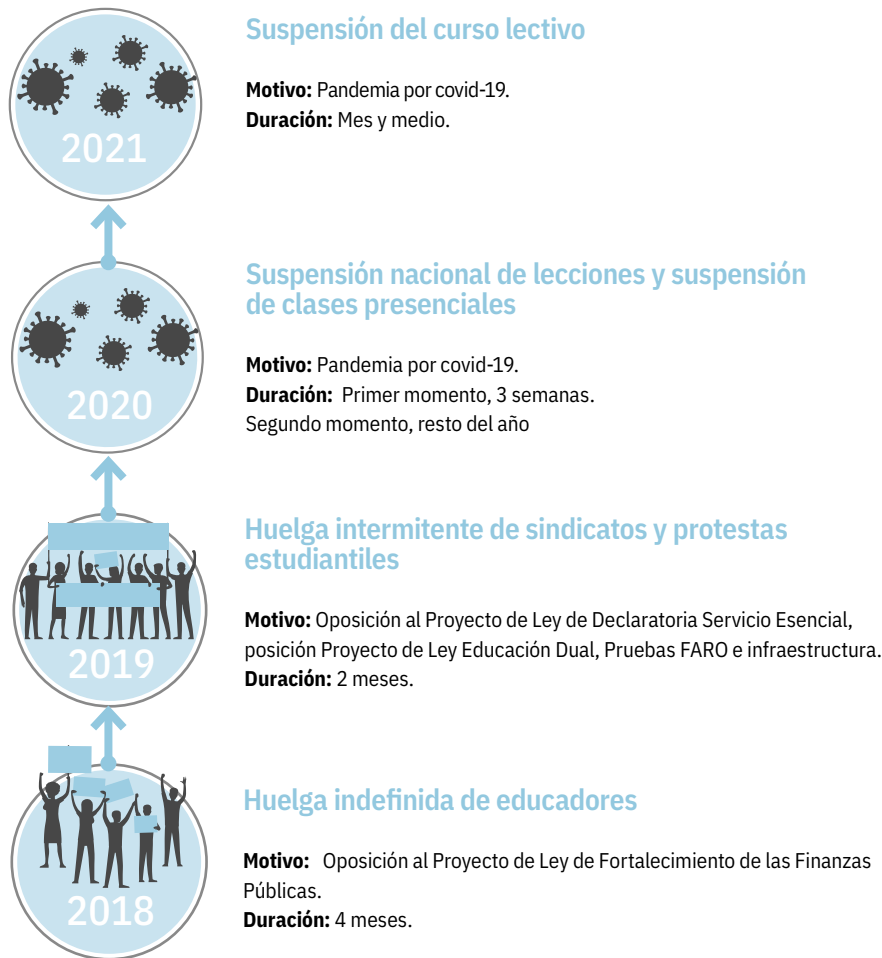 Suspensión del curso lectivo
Motivo: Pandemia por covid-19.
Duración: Mes y medio.
2021
Suspensión nacional de lecciones y suspensión
de clases presenciales
Motivo: Pandemia por covid-19.
Duración: Primer momento, 3 semanas.
Segundo momento, resto del año
2020
Huelga intermitente de sindicatos y protestas
estudiantiles
Motivo: Oposición al Proyecto de Ley de Declaratoria Servicio Esencial,
posición Proyecto de Ley Educación Dual, Pruebas FARO e infraestructura.
Duración: 2 meses.
2019
Huelga indefinida de educadores
Motivo: Oposición al Proyecto de Ley de Fortalecimiento de las Finanzas
Públicas.
Duración: 4 meses.
2018